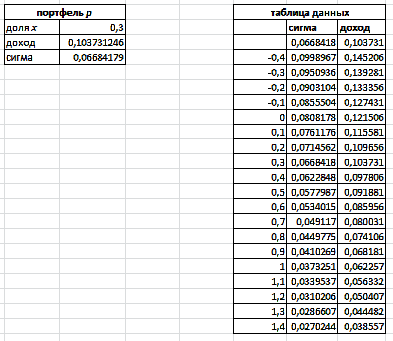 портфель p
доля x 0,3
доход 0,103731246
сигма 0,06684179
таблица данных
сигма доход
0,0668418 0,103731
-0,4 0,0998967 0,145206
-0,3 0,0950936 0,139281
-0,2 0,0903104 0,133356
-0,1 0,0855504 0,127431
0 0,0808178 0,121506
0,1 0,0761176 0,115581
0,2 0,0714562 0,109656
0,3 0,0668418 0,103731
0,4 0,0622848 0,097806
0,5 0,0577987 0,091881
0,6 0,0534015 0,085956
0,7 0,049117 0,080031
0,8 0,0449775 0,074106
0,9 0,0410269 0,068181
1 0,0373251 0,062257
1,1 0,0339537 0,056332
1,2 0,0310206 0,050407
1,3 0,0286607 0,044482
1,4 0,0270244 0,038557